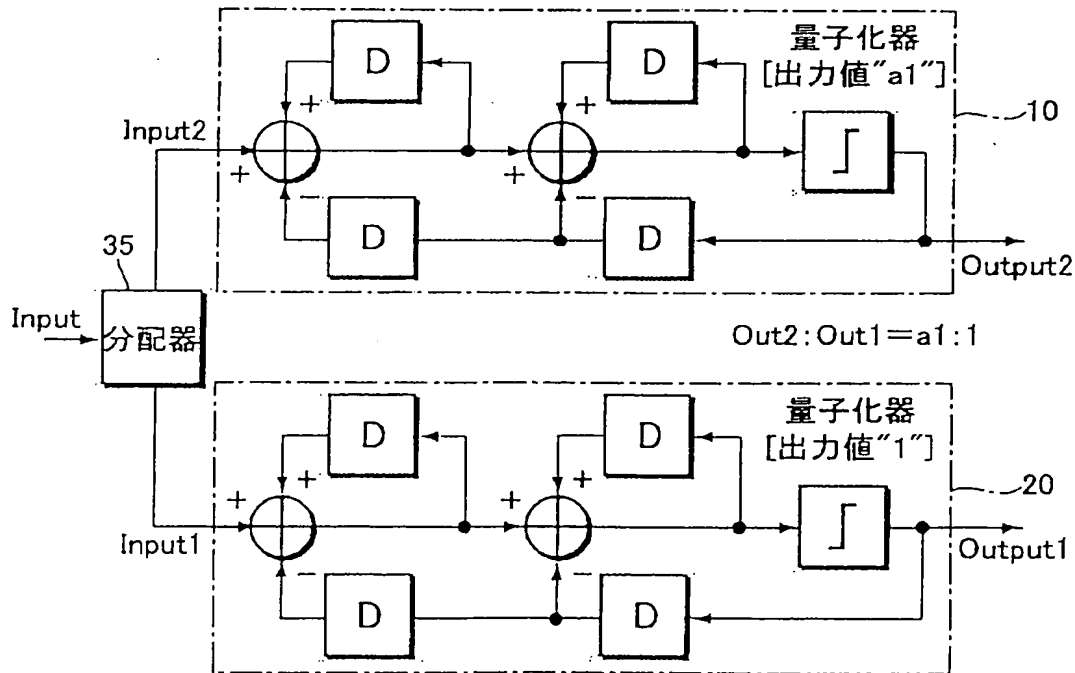 量子化器
[出力値"a1"]
10
D
D
+
+
Input2
+
+
−
−
D
D
Output2
35
Input
分配器
Out2:Out1=a1:1
量子化器
[出力値"1"]
20
D
D
+
+
+
+
Input1
Output1
−
−
D
D